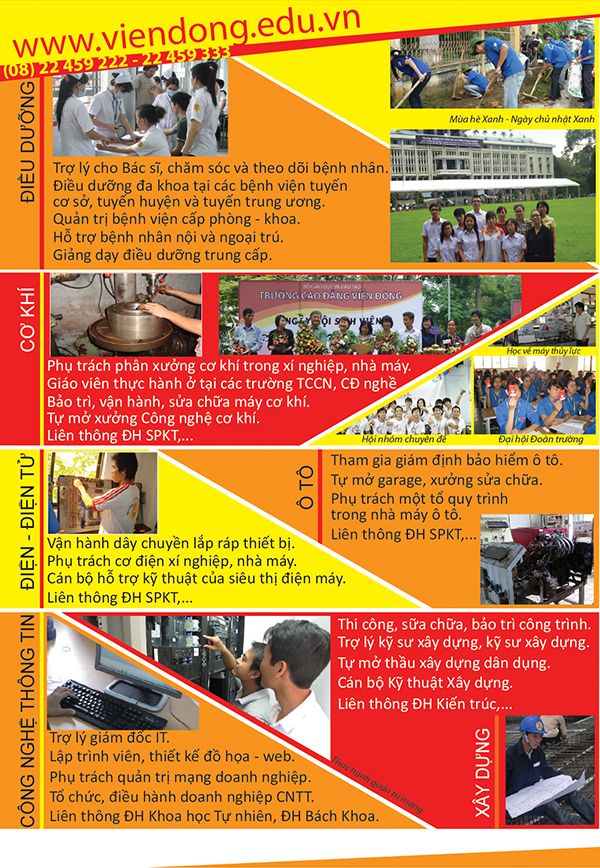 www.viendong.edu.vn
(08) 22 459 222 - 22 459 333
Mùa hè Xanh - Ngày chủ nhật Xanh
ĐIỀU DƯỠNG
Trợ lý cho Bác sĩ, chăm sóc và theo dõi bệnh nhân.
Điều dưỡng đa khoa tại các bệnh viện tuyến
cơ sở, tuyến huyện và tuyến trung ương.
Quản trị bệnh viện cấp phòng - khoa.
Hỗ trợ bệnh nhân nội và ngoại trú.
Giảng dạy điều dưỡng trung cấp.
CƠ KHÍ
BỘ GIÁO DỤC VÀ ĐÀO TẠO
TRƯỜNG CAO ĐẲNG VIỄN ĐÔNG
NGÀY HỘI SINH VIÊN
Học về máy thủy lực
Phụ trách phân xưởng cơ khí trong xí nghiệp, nhà máy.
Giáo viên thực hành ở tại các trường TCCN, CĐ nghề
Bảo trì, vận hành, sửa chữa máy cơ khí.
Tự mở xưởng Công nghệ cơ khí.
Liên thông ĐH SPKT,...
Hội nhóm chuyên đề
Đại hội Đoàn trường
ĐIỆN - ĐIỆN TỬ
Vận hành dây chuyền lắp ráp thiết bị.
Phụ trách cơ điện xí nghiệp, nhà máy.
Cán bộ hỗ trợ kỹ thuật của siêu thị điện máy.
Liên thông ĐH SPKT,...
Ô TÔ
Tham gia giám định bảo hiểm ô tô.
Tự mở garage, xưởng sửa chữa.
Phụ trách một tổ quy trình
trong nhà máy ô tô.
Liên thông ĐH SPKT,...
CÔNG NGHỆ THÔNG TIN
Trợ lý giám đốc IT.
Lập trình viên, thiết kế đồ họa - web.
Phụ trách quản trị mạng doanh nghiệp.
Tổ chức, điều hành doanh nghiệp CNTT.
Liên thông ĐH Khoa học Tự nhiên, ĐH Bách Khoa.
Thực hành quản trị mạng
Thi công, sữa chữa, bảo trì công trình.
Trợ lý kỹ sư xây dựng, kỹ sư xây dựng.
Tự mở thầu xây dựng dân dụng.
Cán bộ Kỹ thuật Xây dựng.
Liên thông ĐH Kiến trúc,...
XÂY DỰNG